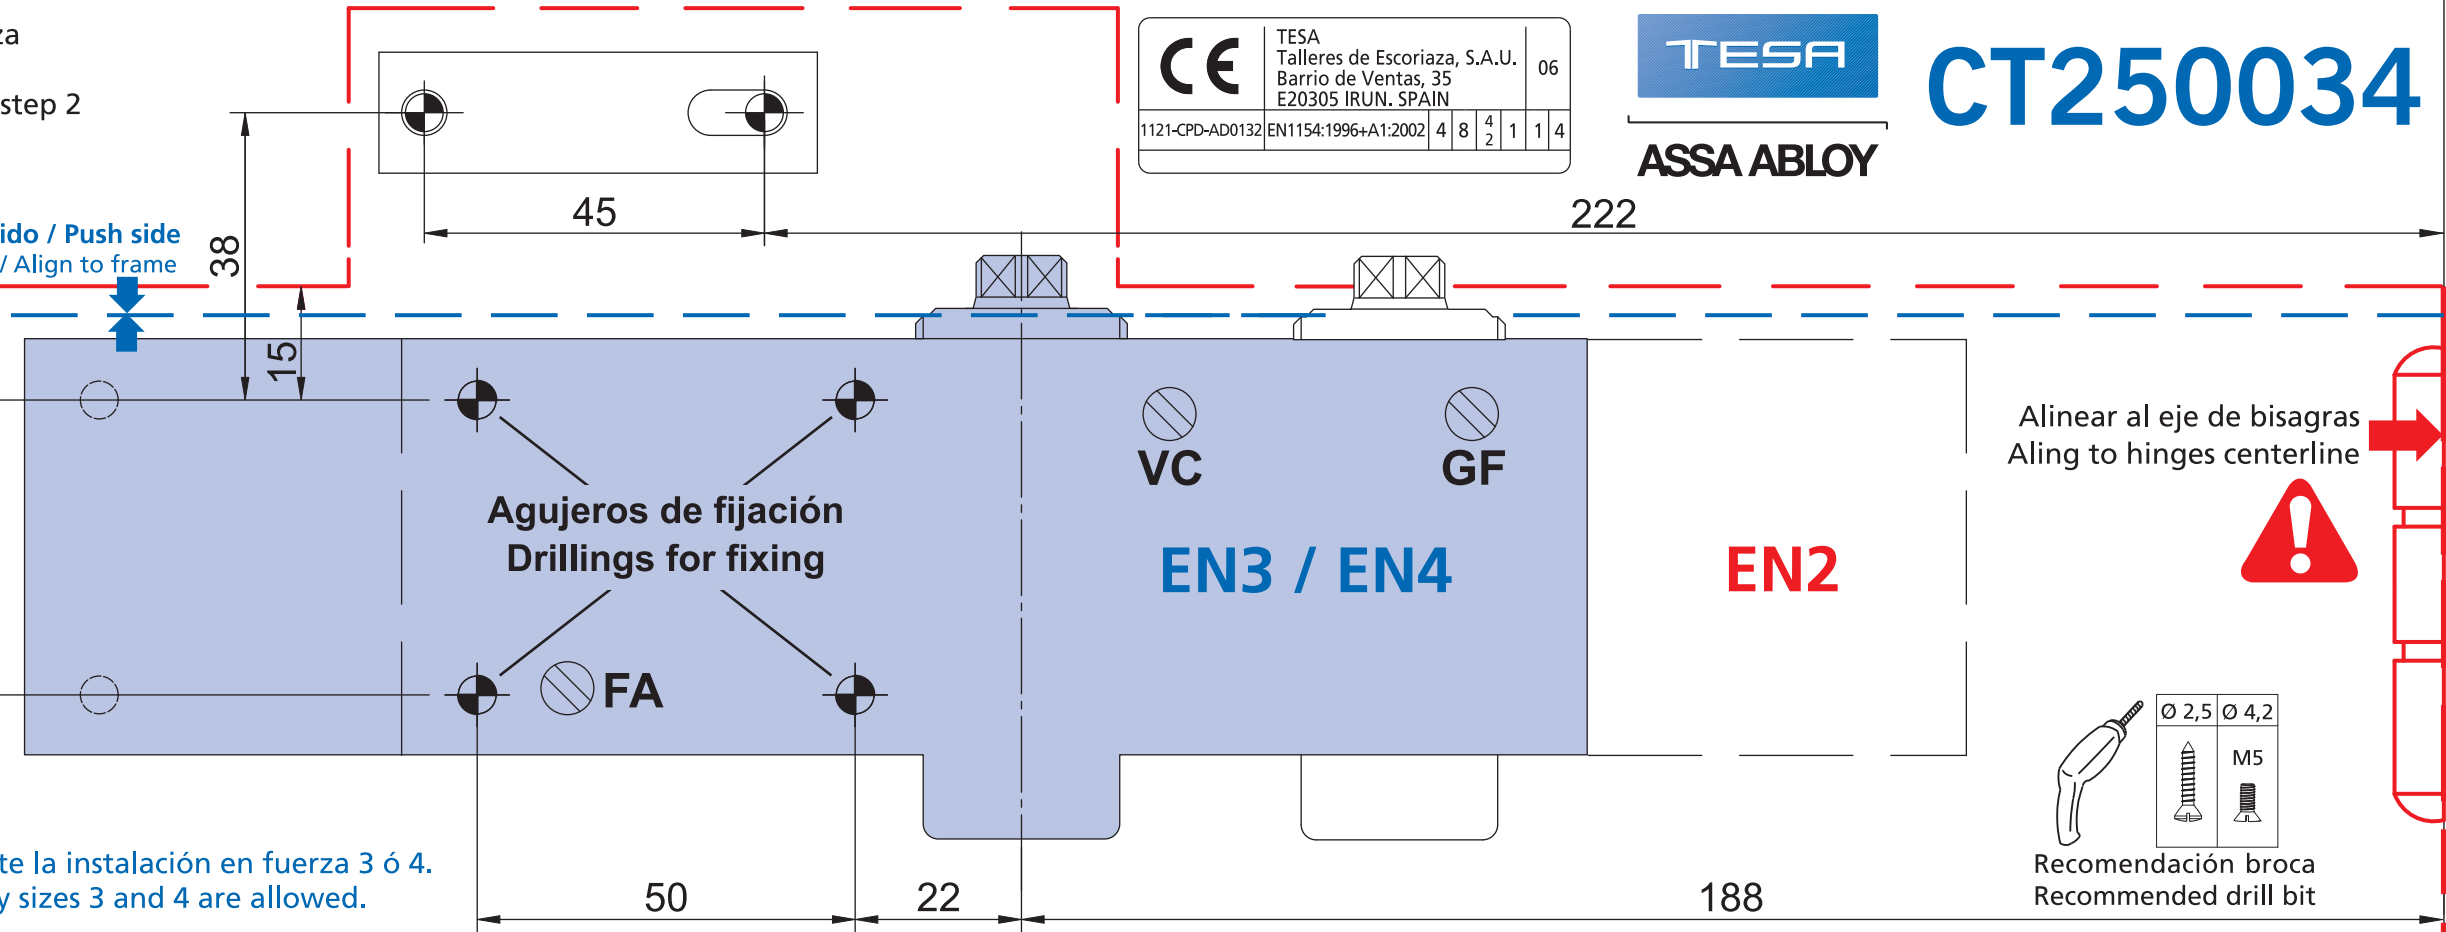 za
step 2
CE
TESA
Talleres de Escoriaza, S.A.U.
Barrio de Ventas, 35
E20305 IRUN. SPAIN
06
1121-CPD-AD0132 EN1154:1996+A1:2002 4 8 4 2 1 1 4
TESA
ASSA ABLOY
CT250034
45
222
38
ido / Push side
/ Align to frame
15
VC
GF
Alinear al eje de bisagras
Aling to hinges centerline
Agujeros de fijación
Drillings for fixing
EN3 / EN4
EN2
FA
Ø 2,5 Ø 4,2
M5
Recomendación broca
Recommended drill bit
te la instalación en fuerza 3 ó 4.
y sizes 3 and 4 are allowed.
50
22
188